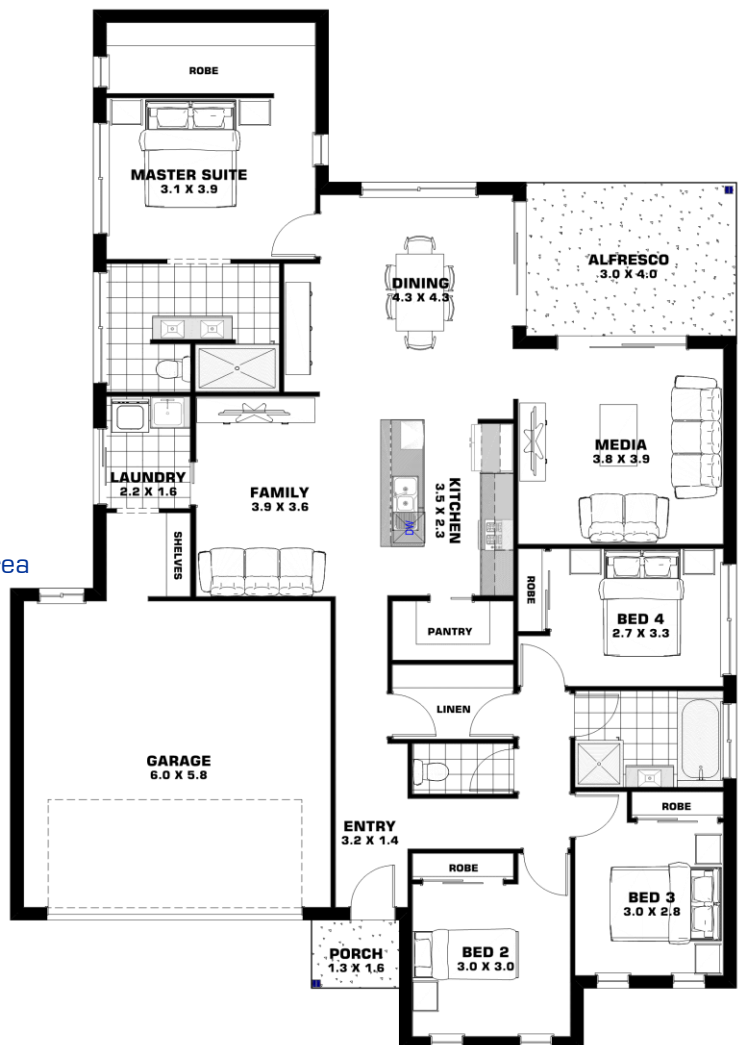 ROBE
MASTER SUITE
3.1 X 3.9
ALFRESCO
3.0 X 4.0
DINING
4.3 X 4.3
MEDIA
3.8 X 3.9
KITCHEN
3.5 X 2.3
DW
LAUNDRY
2.2 X 1.6
FAMILY
3.9 X 3.6
SHELVES
ROBE
BED 4
2.7 X 3.3
PANTRY
LINEN
GARAGE
6.0 X 5.8
ENTRY
3.2 X 1.4
ROBE
ROBE
BED 3
3.0 X 2.8
BED 2
3.0 X 3.0
PORCH
1.3 X 1.6